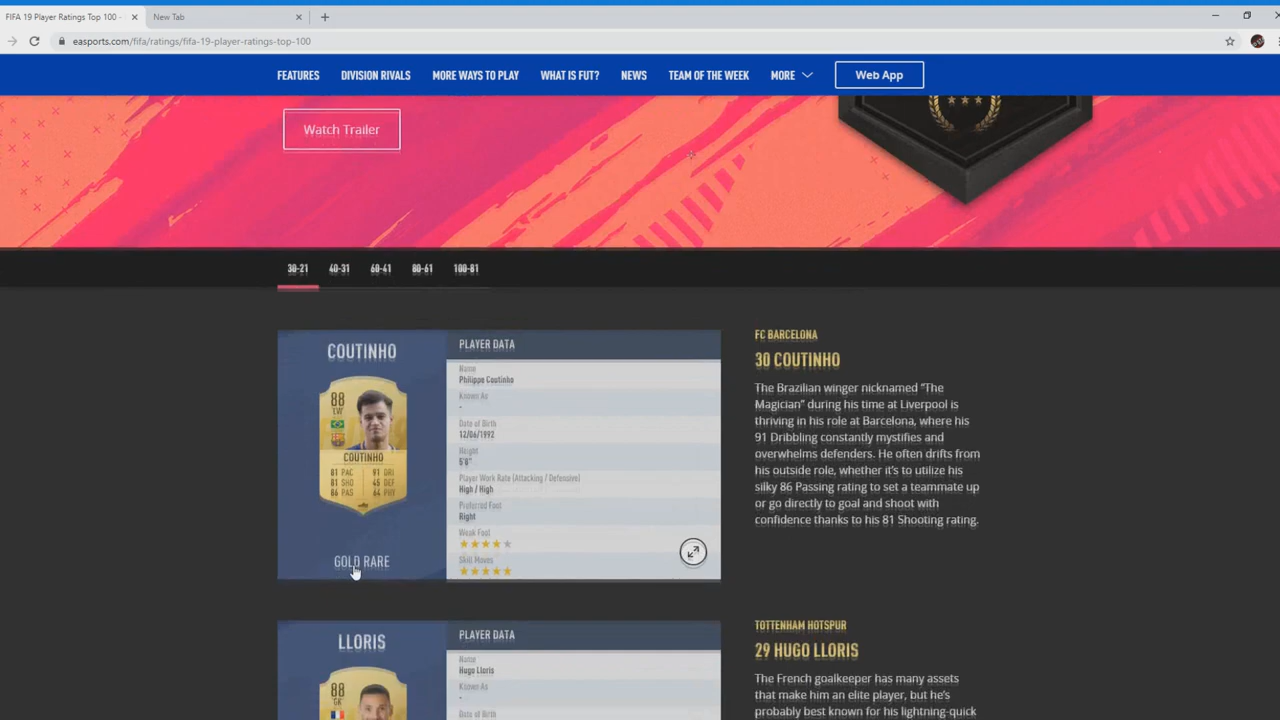 FIFA 19 Player Ratings Top 100 -
New Tab
easports.com/fifa/ratings/fifa-19-player-ratings-top-100
FEATURES
DIVISION RIVALS
MORE WAYS TO PLAY
WHAT IS FUT?
NEWS
TEAM OF THE WEEK
MORE
Web App
Watch Trailer
30-21
40-31
60-41
80-61
100-81
COUTINHO
88
LW
COUTINHO
81 PAC 91 DRI
81 SHO 45 DEF
86 PAS 64 PHY
GOLD RARE
PLAYER DATA
Name
Philippe Coutinho
Known As
-
Date of Birth
12/06/1992
Height
5'8"
Player Work Rate (Attacking / Defensive)
High / High
Preferred Foot
Right
Weak Foot
Skill Moves
FC BARCELONA
30 COUTINHO
The Brazilian winger nicknamed “The
Magician” during his time at Liverpool is
thriving in his role at Barcelona, where his
91 Dribbling constantly mystifies and
overwhelms defenders. He often drifts from
his outside role, whether it’s to utilize his
silky 86 Passing rating to set a teammate up
or go directly to goal and shoot with
confidence thanks to his 81 Shooting rating.
LLORIS
88
GK
PLAYER DATA
Name
Hugo Lloris
Known As
-
Date of Birth
TOTTENHAM HOTSPUR
29 HUGO LLORIS
The French goalkeeper has many assets
that make him an elite player, but he’s
probably best known for his lightning-quick